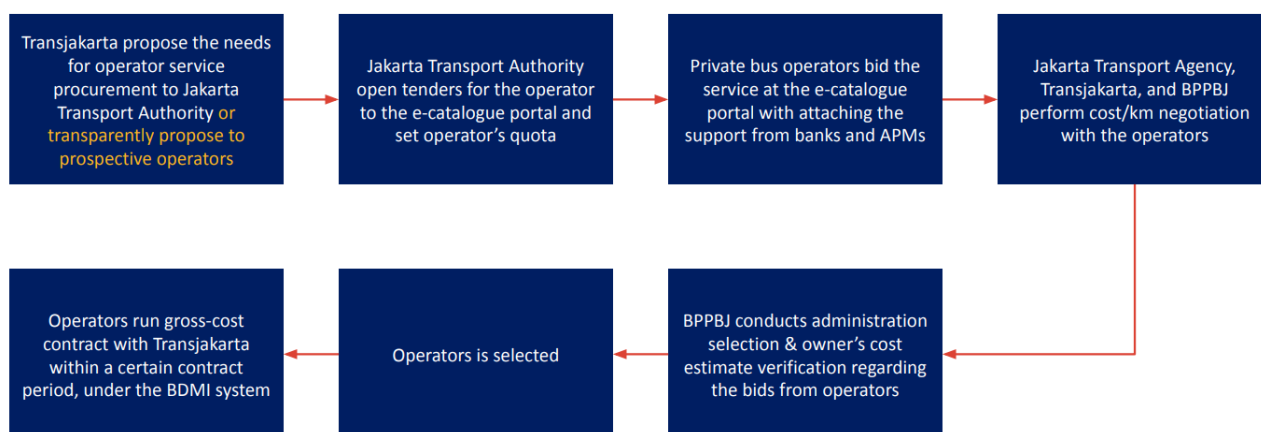 Transjakarta propose the needs
for operator service
procurement to Jakarta
Transport Authority or
transparently propose to
prospective operators
Jakarta Transport Authority
open tenders for the operator
to the e-catalogue portal and
set operator's quota
Private bus operators bid the
service at the e-catalogue
portal with attaching the
support from banks and APMs
Jakarta Transport Agency,
Transjakarta, and BPPBJ
perform cost/km negotiation
with the operators
BPPBJ conducts administration
selection & owner's cost
estimate verification regarding
the bids from operators
Operators is selected
Operators run gross-cost
contract with Transjakarta
within a certain contract
period, under the BDMI system